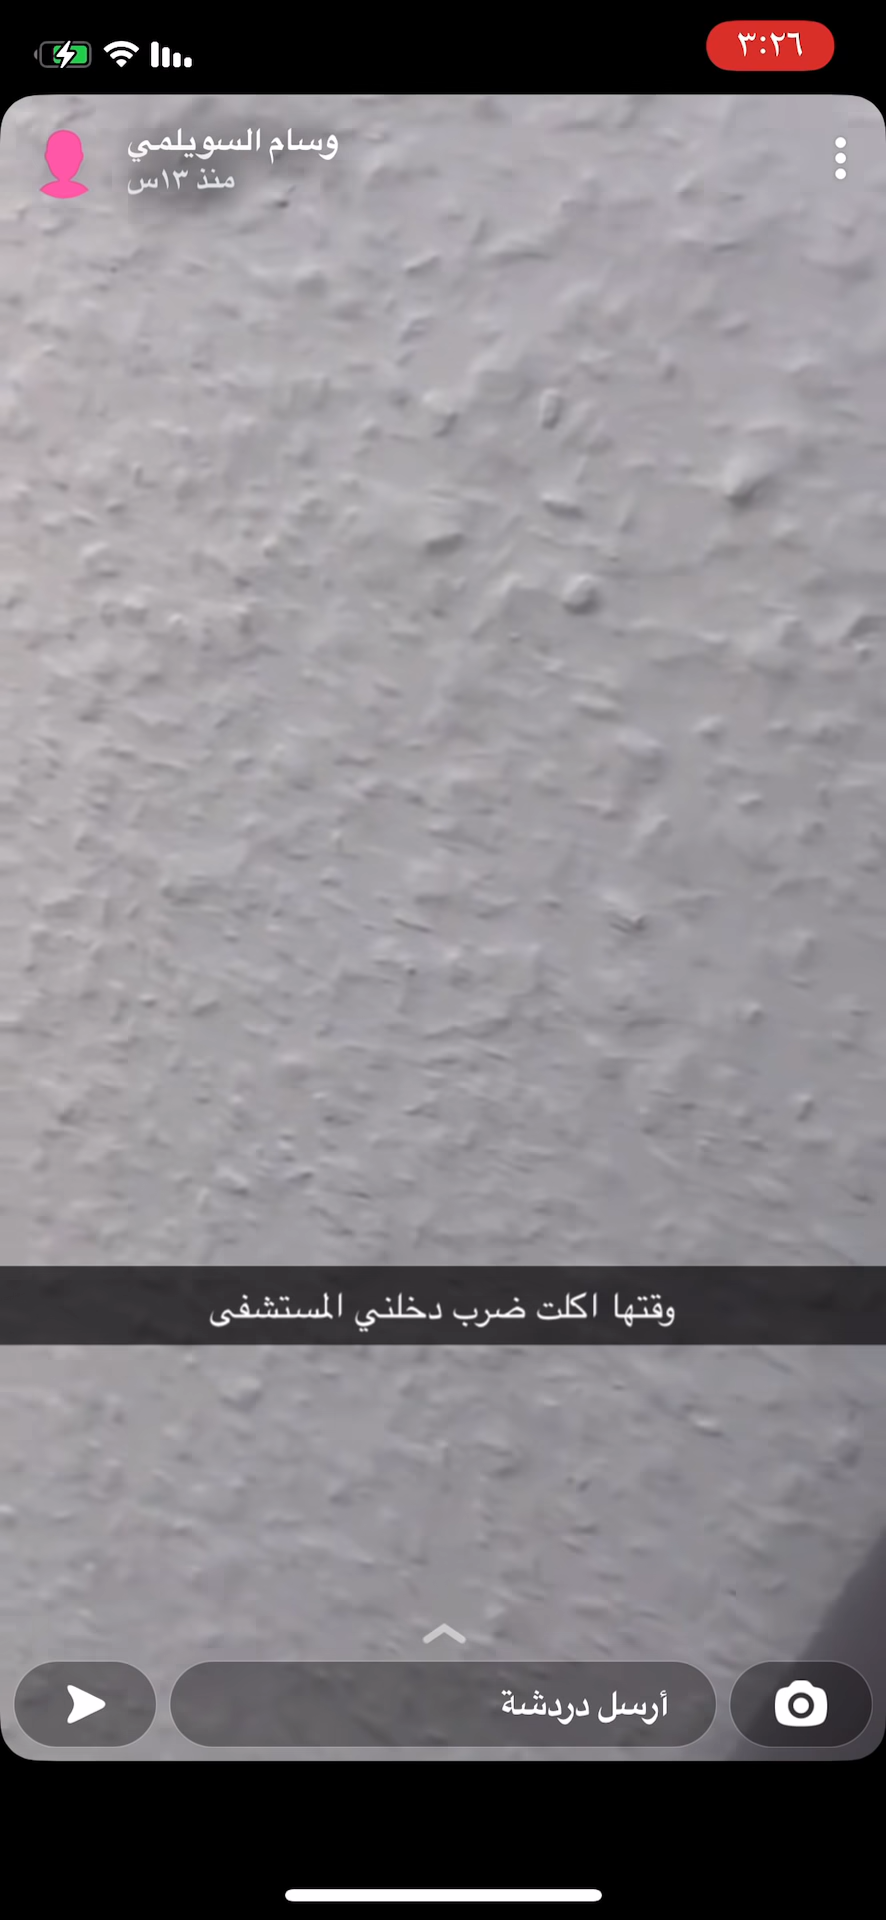 ٣:٢٦
وسام السويلمي
منذ ١٣س
وقتها اكلت ضرب دخلني المستشفى
أرسل دردشة